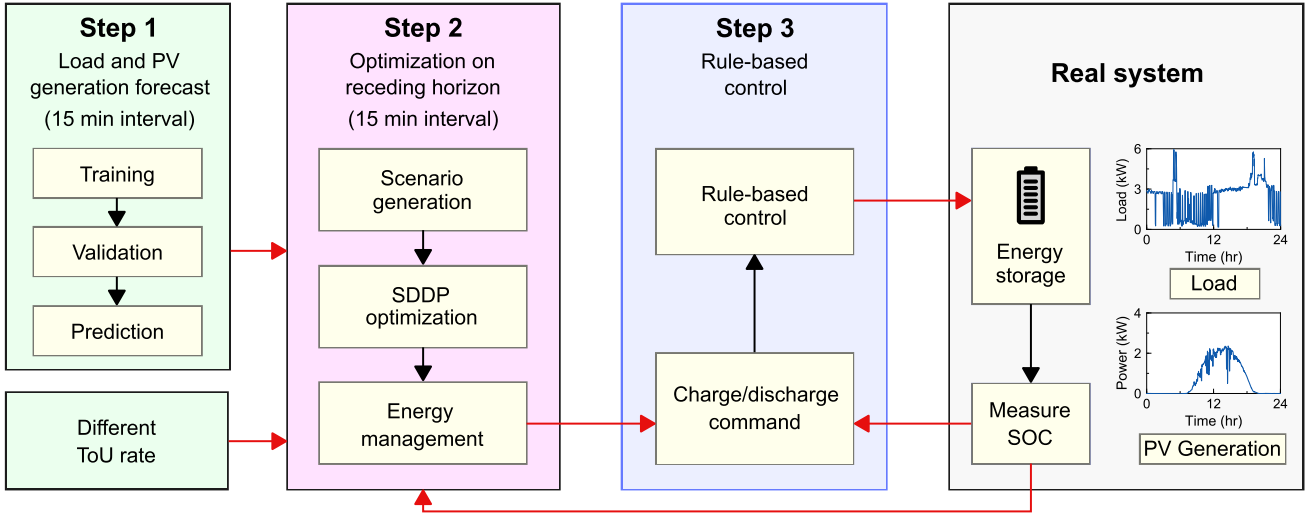 Step 1
Load and PV
generation forecast
(15 min interval)
Training
Validation
Prediction
Different
ToU rate
Step 2
Optimization on
receding horizon
(15 min interval)
Scenario
generation
SDDP
optimization
Energy
management
Step 3
Rule-based
control
Rule-based
control
Charge/discharge
command
Real system
Energy
storage
Measure
SOC
Load (kW)
6
3
0
0 12 24
Time (hr)
Load
Power (kW)
4
2
0
0 12 24
Time (hr)
PV Generation